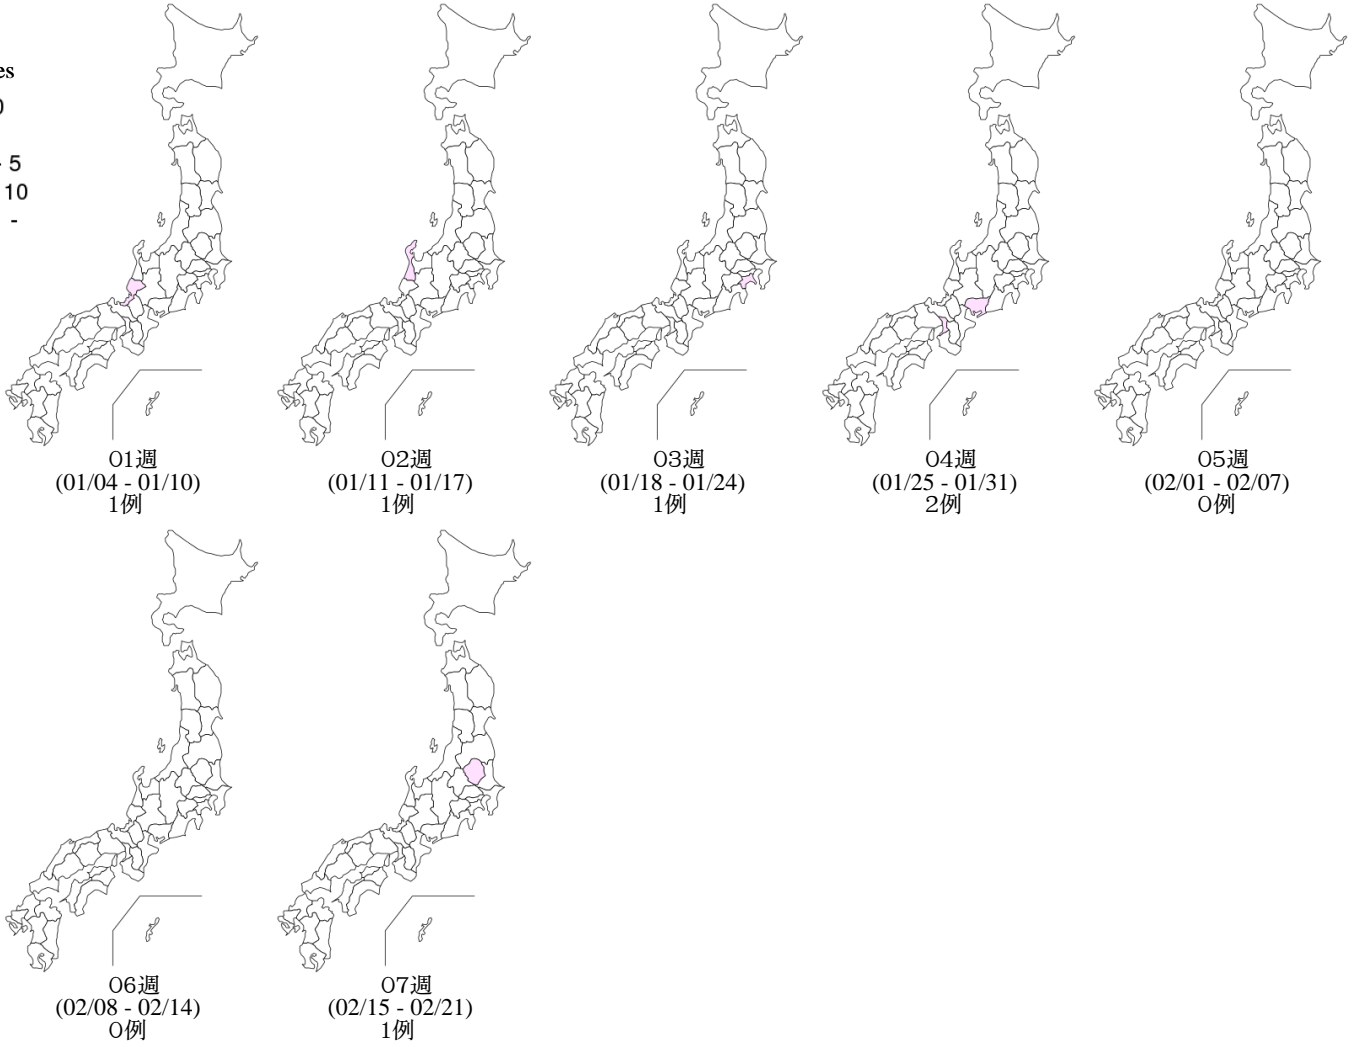 es
0
- 5
10
-
01週
(01/04 - 01/10)
1例
02週
(01/11 - 01/17)
1例
03週
(01/18 - 01/24)
1例
04週
(01/25 - 01/31)
2例
05週
(02/01 - 02/07)
0例
06週
(02/08 - 02/14)
0例
07週
(02/15 - 02/21)
1例